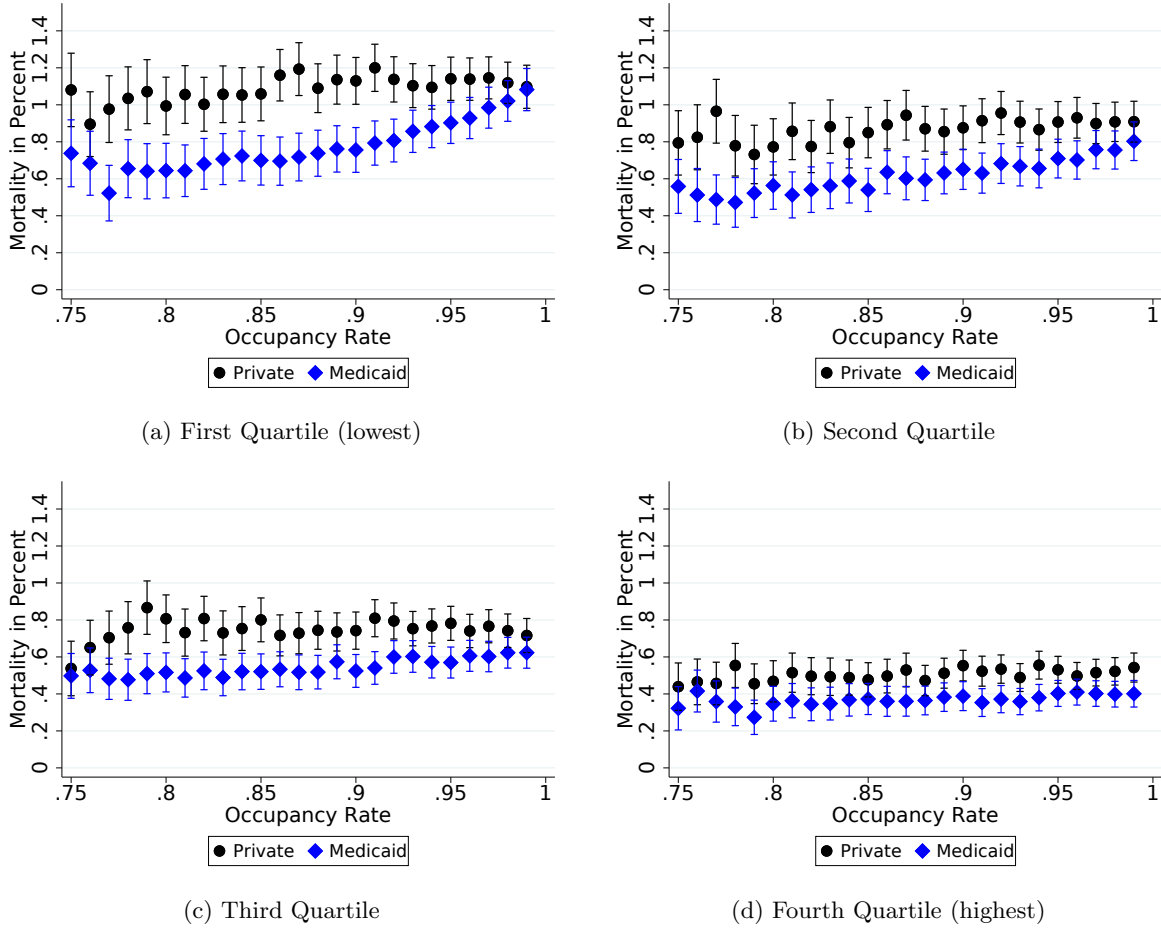 Mortality in Percent
0 .2 .4 .6 .8 1 1.2 1.4
.75 .8 .85 .9 .95 1
Occupancy Rate
Private Medicaid
(a) First Quartile (lowest)
Mortality in Percent
0 .2 .4 .6 .8 1 1.2 1.4
.75 .8 .85 .9 .95 1
Occupancy Rate
Private Medicaid
(b) Second Quartile
Mortality in Percent
0 .2 .4 .6 .8 1 1.2 1.4
.75 .8 .85 .9 .95 1
Occupancy Rate
Private Medicaid
(c) Third Quartile
Mortality in Percent
0 .2 .4 .6 .8 1 1.2 1.4
.75 .8 .85 .9 .95 1
Occupancy Rate
Private Medicaid
(d) Fourth Quartile (highest)